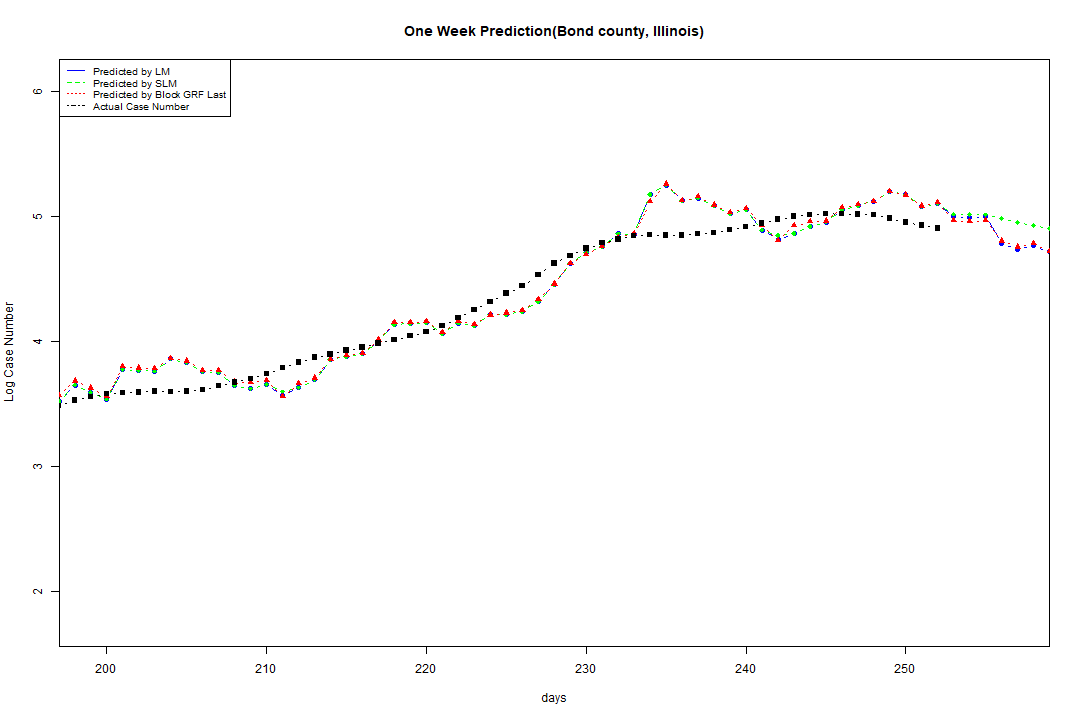 One Week Prediction(Bond county, Illinois)
Predicted by LM
Predicted by SLM
Predicted by Block GRF Last
Actual Case Number
6
5
4
3
2
Log Case Number
200 210 220 230 240 250
days